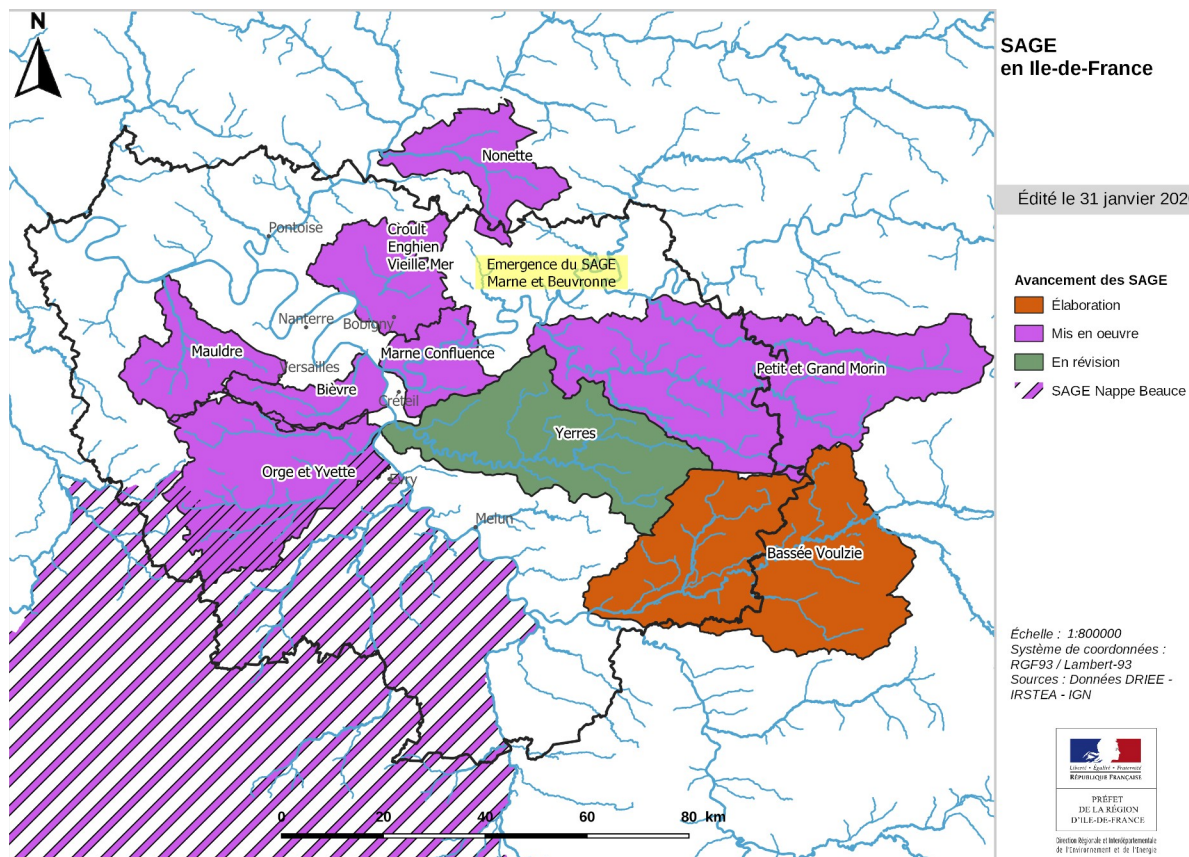 N
SAGE
en Ile-de-France
Édité le 31 janvier 202
Nonette
Pontoise
Croult
Enghien
Vieille Mer
Emergence du SAGE
Marne et Beuvronne
Avancement des SAGE
Élaboration
Mis en oeuvre
En révision
SAGE Nappe Beauce
Nanterre
Bobigny
Mauldre
Versailles
Marne Confluence
Petit et Grand Morin
Bièvre
Créteil
Yerres
Orge et Yvette
Evry
Melun
Bassée Voulzie
Échelle : 1:800000
Système de coordonnées :
RGF93 / Lambert-93
Sources : Données DRIEE -
IRSTEA - IGN
Liberté • Égalité • Fraternité
RÉPUBLIQUE FRANÇAISE
PRÉFET
DE LA RÉGION
D'ILE-DE-FRANCE
Direction Régionale et Interdépartementale
de l'Environnement et de l'Energie
0 20 40 60 80 km